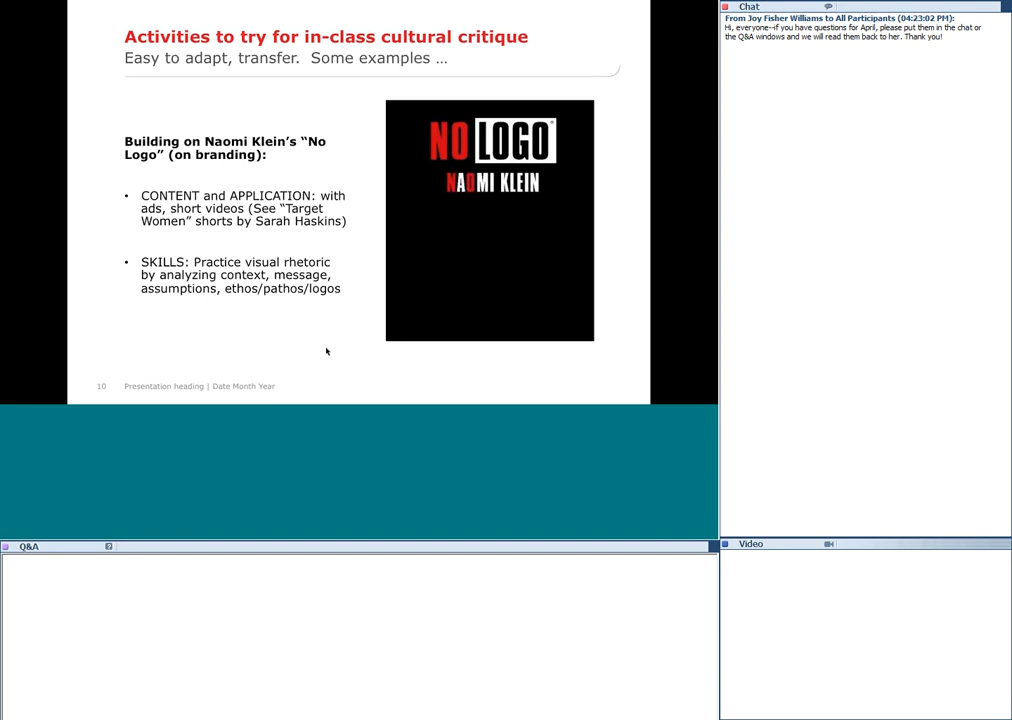 Activities to try for in-class cultural critique
Easy to adapt, transfer.  Some examples …
Building on Naomi Klein’s “No
Logo” (on branding):
• CONTENT and APPLICATION: with
ads, short videos (See “Target
Women” shorts by Sarah Haskins)
• SKILLS: Practice visual rhetoric
by analyzing context, message,
assumptions, ethos/pathos/logos
NO LOGO®
NAOMI KLEIN
10 Presentation heading | Date Month Year
Chat
From Joy Fisher Williams to All Participants (04:23:02 PM):
Hi, everyone--if you have questions for April, please put them in the chat or
the Q&A windows and we will read them back to her. Thank you!
Q&A
Video